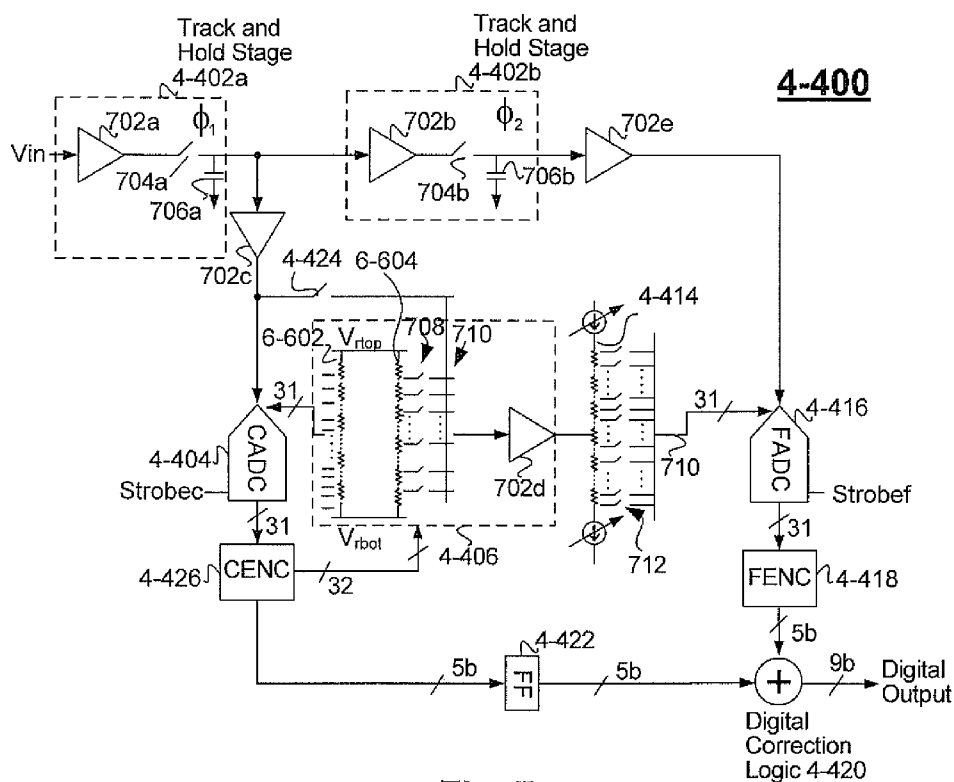 Track and
Hold Stage
4-402a
Track and
Hold Stage
4-402b
4-400
702a
ϕ1
702b
ϕ2
702e
Vin
704a
706a
704b
706b
702c
4-424
6-604
6-602
Vrtop
708
710
4-414
31
31
4-416
4-404
CADC
FADC
Strobec
702d
710
Strobef
31
Vrbot
4-406
712
31
4-426
CENC
32
FENC
4-418
4-422
5b
5b
FF
5b
+
9b
Digital
Output
Digital
Correction
Logic 4-420